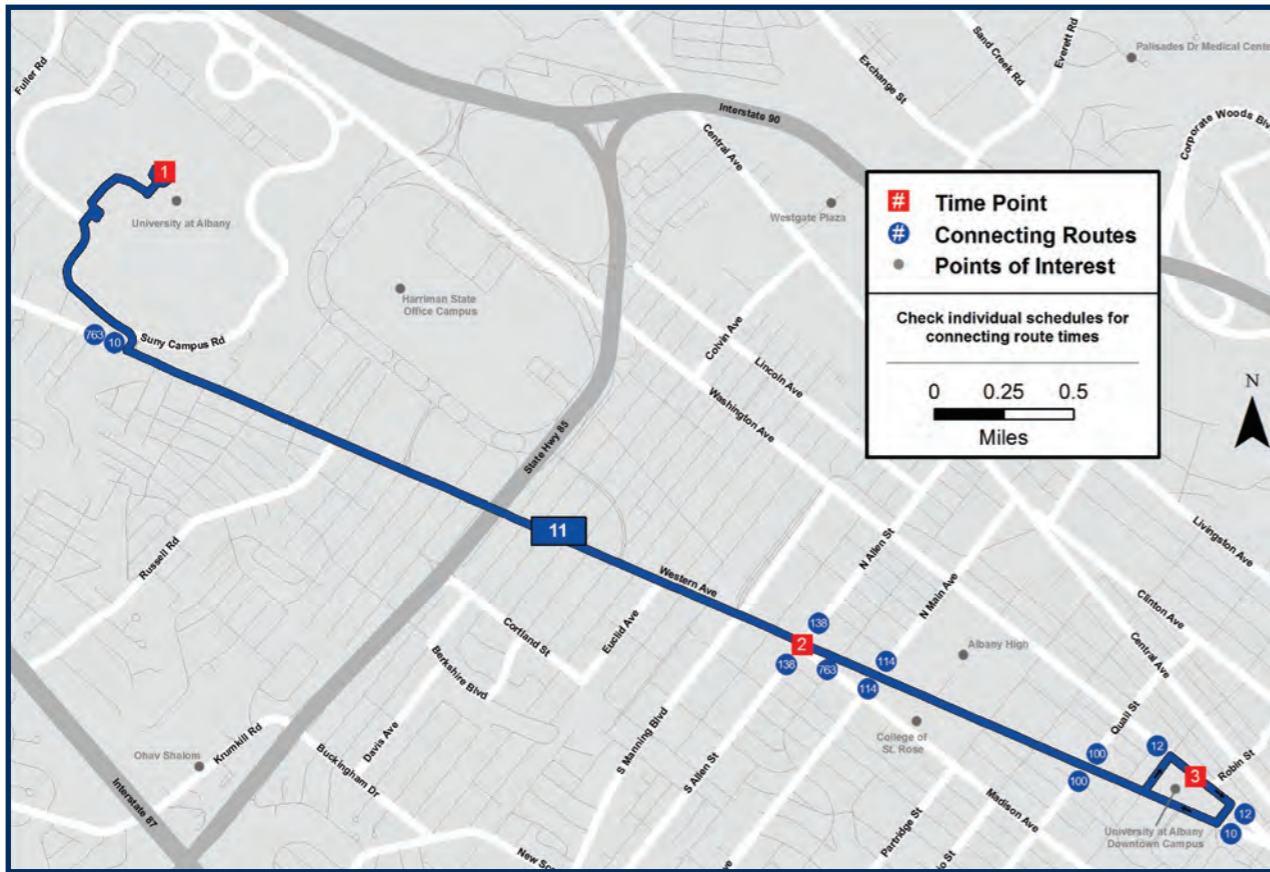 Fuller Rd
Interstate 90
Central Ave
Exchange St
Sand Creek Rd
Everett Rd
Palisades Dr Medical Cente
Corporate Woods Blv
1
University at Albany
Westgate Plaza
Harriman State
Office Campus
# Time Point
# Connecting Routes
Points of Interest
Check individual schedules for
connecting route times
0 0.25 0.5
Miles
N
763
10
Suny Campus Rd
Colvin Ave
Lincoln Ave
Washington Ave
State Hwy 85
11
Russell Rd
Western Ave
N Allen St
N Main Ave
Livingston Ave
Clinton Ave
Central Ave
Cortland St
Euclid Ave
Berkshire Blvd
Davis Ave
138
2
138
763
114
114
Albany High
College of
St. Rose
S Manning Blvd
S Allen St
Quail St
Robin St
100
100
12
3
12
10
University at Albany
Downtown Campus
Madison Ave
Partridge St
io St
ve
Ohav Shalom
Krumkill Rd
Buckingham Dr
New Sco
Interstate 87